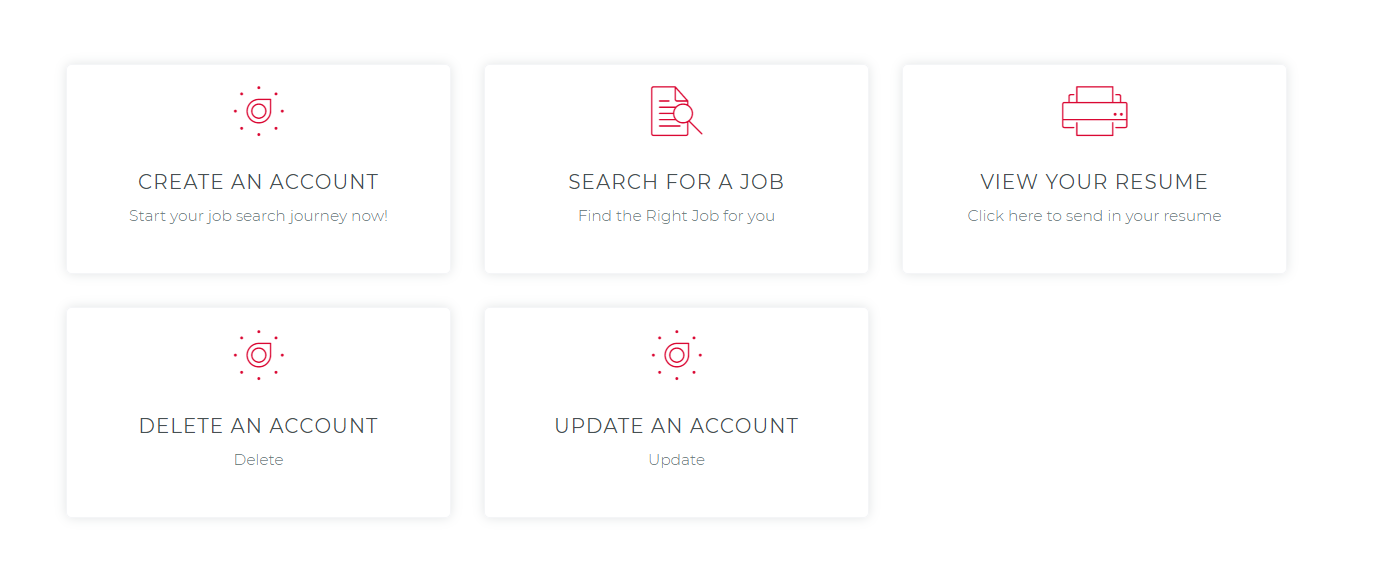 CREATE AN ACCOUNT
Start your job search journey now!
SEARCH FOR A JOB
Find the Right Job for you
VIEW YOUR RESUME
Click here to send in your resume
DELETE AN ACCOUNT
Delete
UPDATE AN ACCOUNT
Update